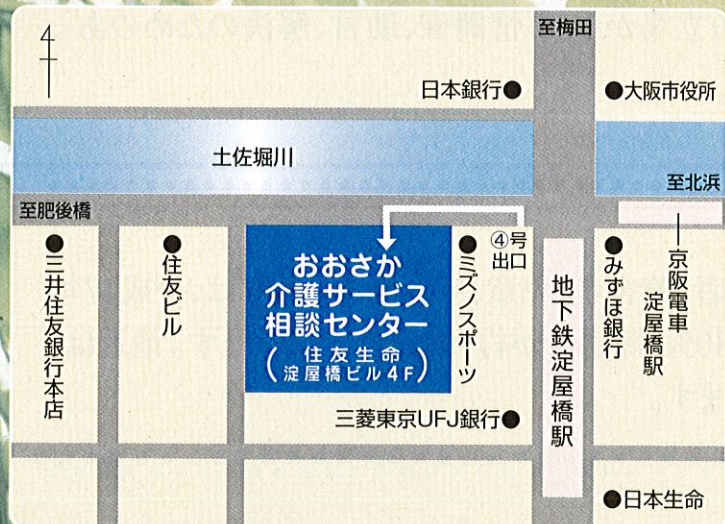 4
至梅田
日本銀行●
●大阪市役所
土佐堀川
至北浜
至肥後橋
●三井住友銀行本店
●住友ビル
おおさか
介護サービス
相談センター
(住友生命
淀屋橋ビル4F)
●ミズノスポーツ
④号
出口
地下鉄淀屋橋駅
●みずほ銀行
京阪電車
淀屋橋駅
三菱東京UFJ銀行●
●日本生命